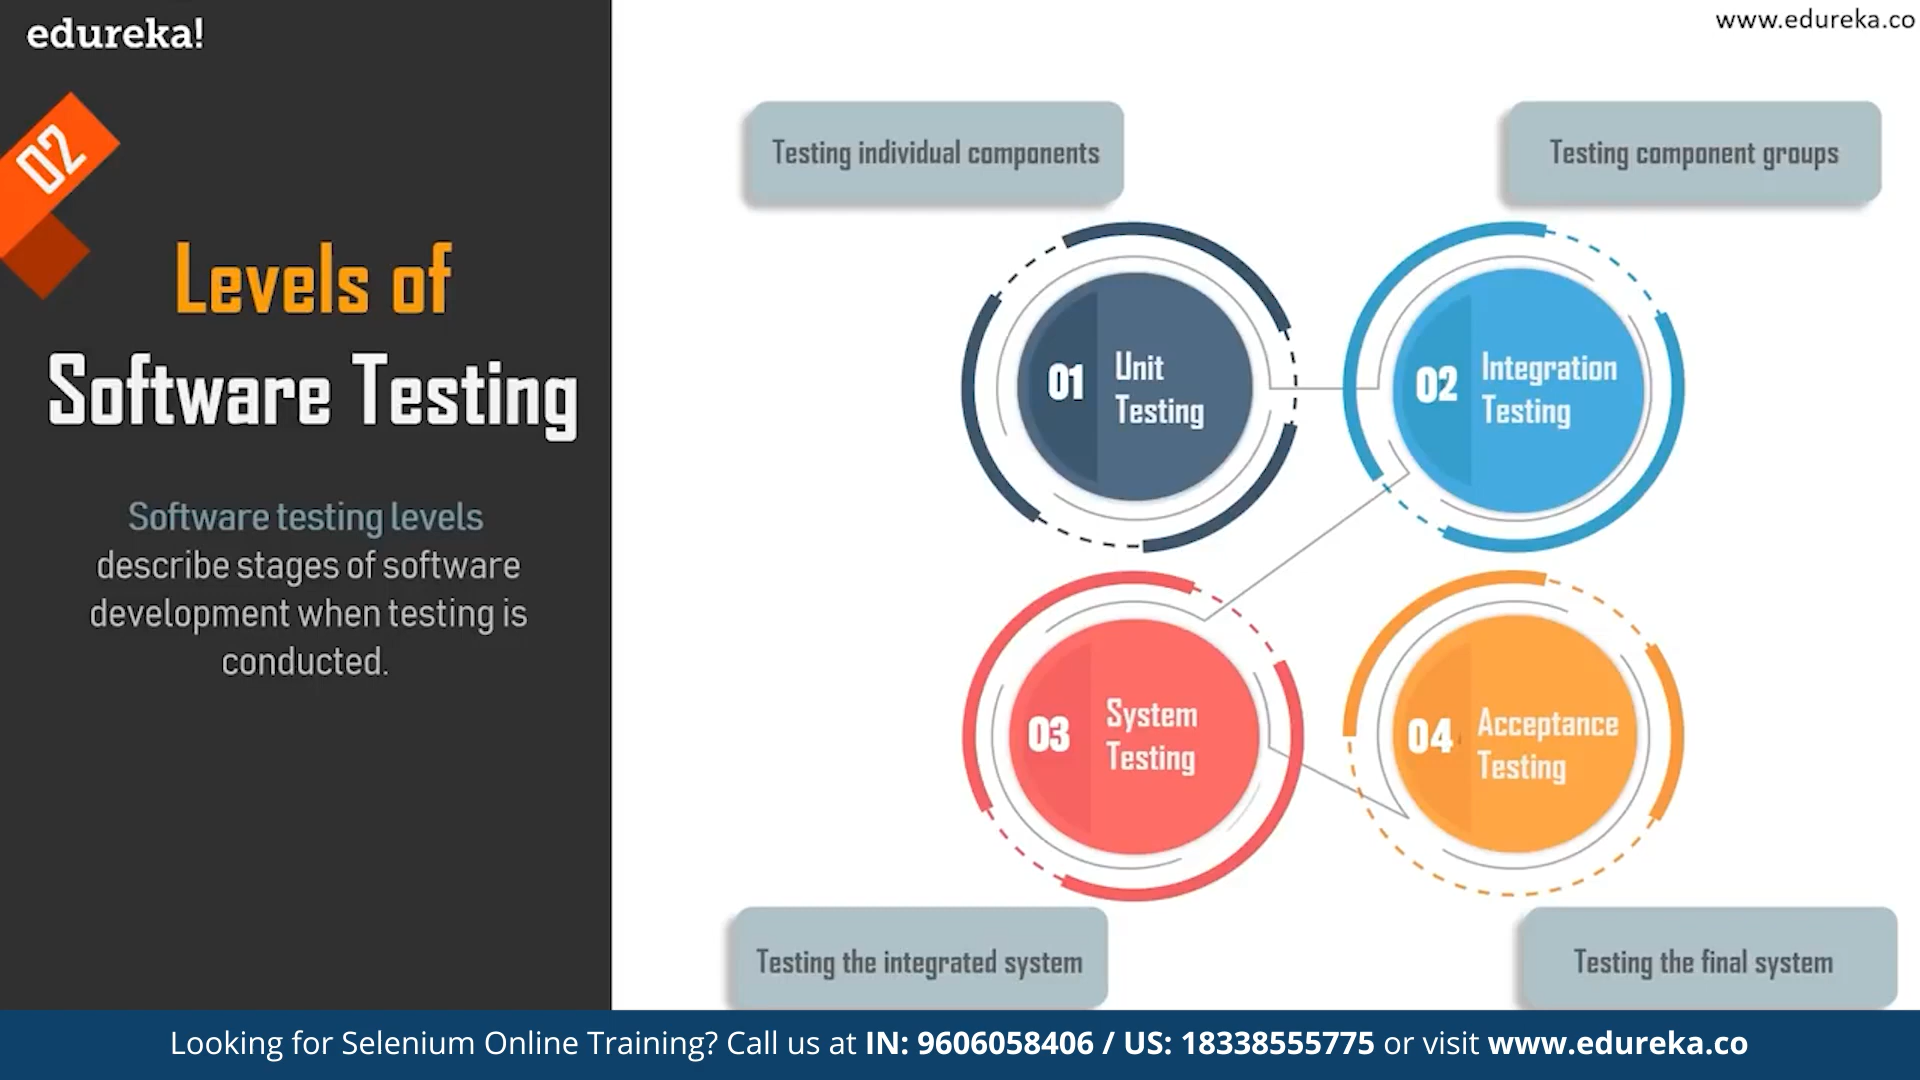 edureka!
www.edureka.co
02
Levels of
Software Testing
Software testing levels
describe stages of software
development when testing is
conducted.
Testing individual components
Testing component groups
01
Unit
Testing
02
Integration
Testing
03
System
Testing
04
Acceptance
Testing
Testing the integrated system
Testing the final system
Looking for Selenium Online Training? Call us at IN: 9606058406 / US: 18338555775 or visit www.edureka.co